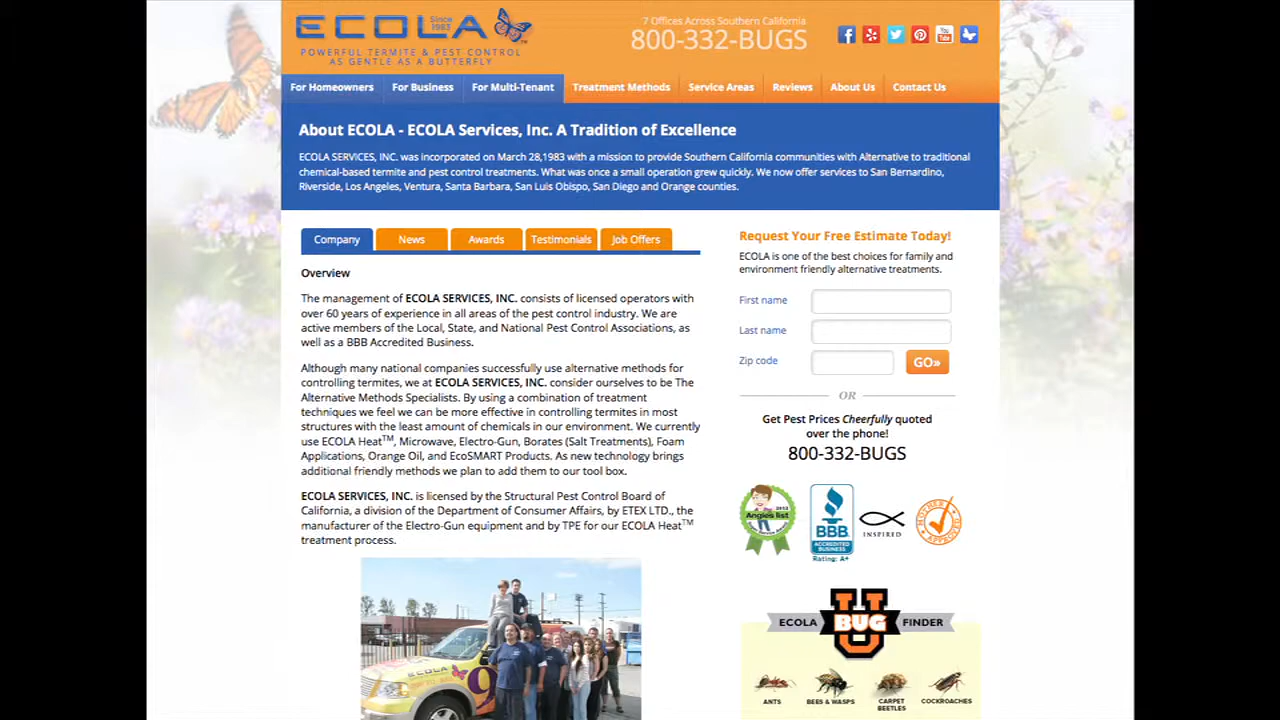 ECOLA
Since
1983
™
POWERFUL TERMITE & PEST CONTROL
AS GENTLE AS A BUTTERFLY
7 Offices Across Southern California
800-332-BUGS
You
Tube
For Homeowners
For Business
For Multi-Tenant
Treatment Methods
Service Areas
Reviews
About Us
Contact Us
About ECOLA - ECOLA Services, Inc. A Tradition of Excellence
ECOLA SERVICES, INC. was incorporated on March 28,1983 with a mission to provide Southern California communities with Alternative to traditional
chemical-based termite and pest control treatments. What was once a small operation grew quickly. We now offer services to San Bernardino,
Riverside, Los Angeles, Ventura, Santa Barbara, San Luis Obispo, San Diego and Orange counties.
Company
News
Awards
Testimonials
Job Offers
Overview
The management of ECOLA SERVICES, INC. consists of licensed operators with
over 60 years of experience in all areas of the pest control industry. We are
active members of the Local, State, and National Pest Control Associations, as
well as a BBB Accredited Business.
Although many national companies successfully use alternative methods for
controlling termites, we at ECOLA SERVICES, INC. consider ourselves to be The
Alternative Methods Specialists. By using a combination of treatment
techniques we feel we can be more effective in controlling termites in most
structures with the least amount of chemicals in our environment. We currently
use ECOLA Heat™, Microwave, Electro-Gun, Borates (Salt Treatments), Foam
Applications, Orange Oil, and EcoSMART Products. As new technology brings
additional friendly methods we plan to add them to our tool box.
ECOLA SERVICES, INC. is licensed by the Structural Pest Control Board of
California, a division of the Department of Consumer Affairs, by ETEX LTD., the
manufacturer of the Electro-Gun equipment and by TPE for our ECOLA Heat™
treatment process.
ECOLA
Request Your Free Estimate Today!
ECOLA is one of the best choices for family and
environment friendly alternative treatments.
First name
Last name
Zip code
GO»
OR
Get Pest Prices Cheerfully quoted
over the phone!
800-332-BUGS
Angies list
BBB
ACCREDITED
BUSINESS
Rating: A+
INSPIRED
MOTHER
APPROVED
U
ECOLA BUG FINDER
ANTS
BEES & WASPS
CARPET
BEETLES
COCKROACHES